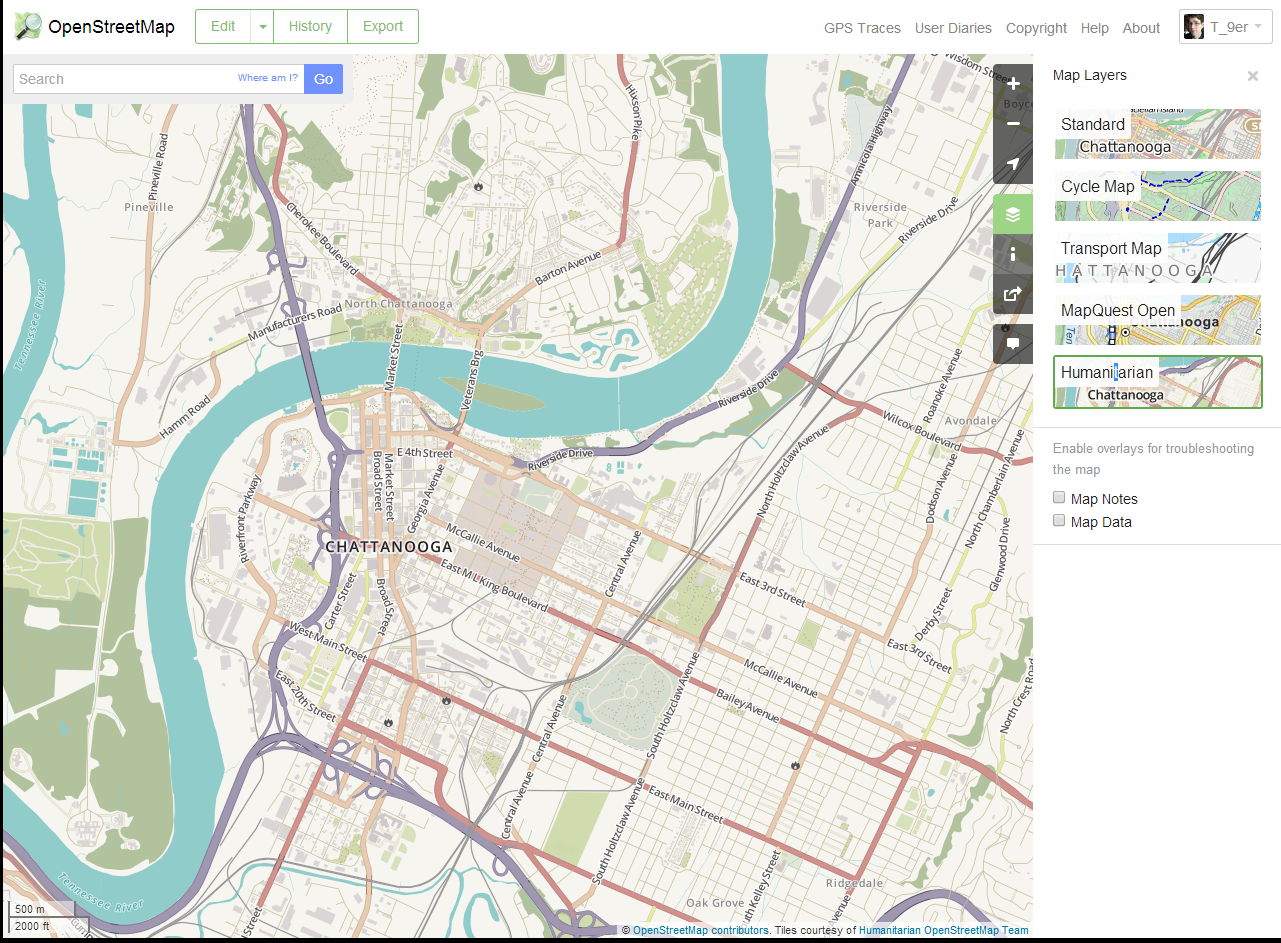 OpenStreetMap
Edit
History
Export
GPS Traces
User Diaries
Copyright
Help
About
T_9er
Search
Where am I?
Go
Map Layers
Standard
Chattanooga
Cycle Map
Transport Map
HATTANOOGA
MapQuest Open
Humanitarian
Chattanooga
Enable overlays for troubleshooting
the map
Map Notes
Map Data
Wisdom Street
Hixson Pike
Pineville Road
Pineville
Amnicola Highway
Riverside
Park
Riverside Drive
Cherokee Boulevard
Barton Avenue
North Chattanooga
Manufacturers Road
Tennessee River
Market Street
Veterans Brg
Hamm Road
Riverside Drive
Roanoke Avenue
Wilcox Boulevard
Avondale
E 4th Street
Riverside Drive
Market Street
Broad Street
Georgia Avenue
North Holtzclaw Avenue
Dodson Avenue
North Chamberlain Avenue
Riverfront Parkway
McCallie Avenue
CHATTANOOGA
Central Avenue
Glenwood Drive
East M L King Boulevard
East 3rd Street
Carter Street
Broad Street
Derby Street
West Main Street
East 3rd Street
McCallie Avenue
East 20th Street
Bailey Avenue
South Holtzclaw Avenue
Central Avenue
North Crest Road
East Main Street
Central Avenue
South Holtzclaw Avenue
Tennessee River
Ridgedale
Oak Grove
South Kelley Street
500 m
2000 ft
© OpenStreetMap contributors. Tiles courtesy of Humanitarian OpenStreetMap Team